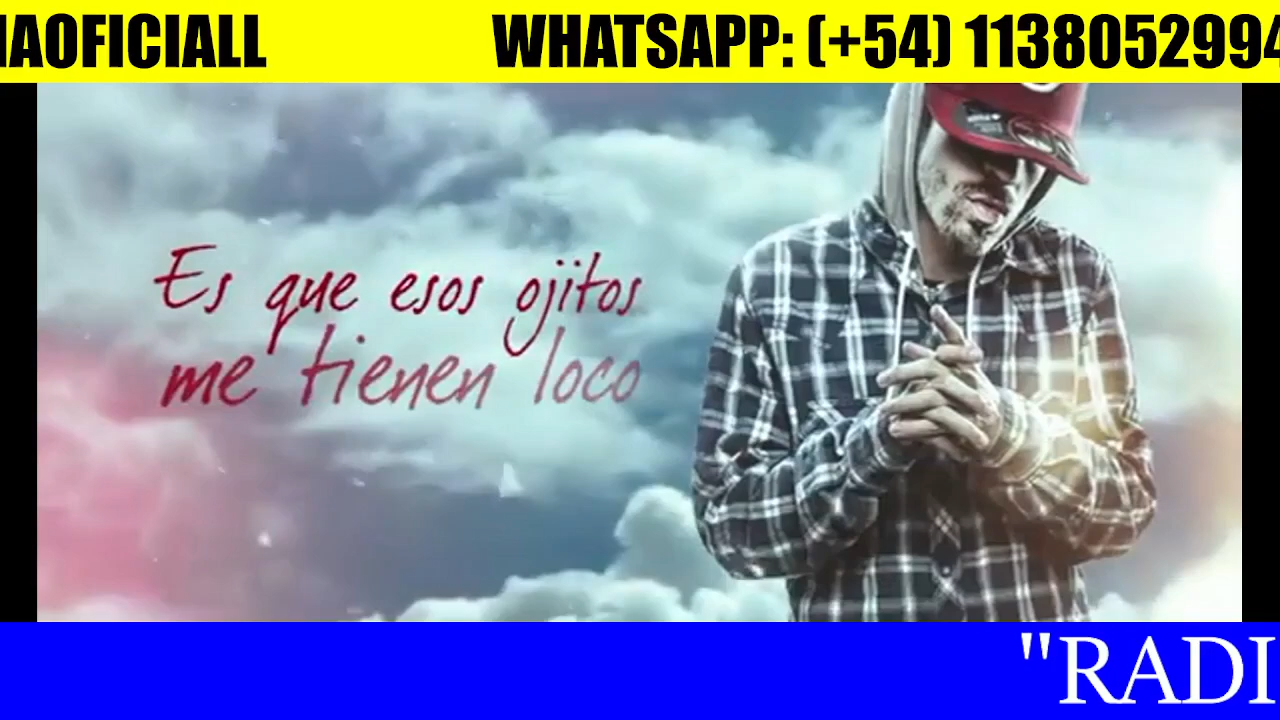 IAOFICIALL WHATSAPP: (+54) 1138052994
Es que esos ojitos
me tienen loco
"RADI